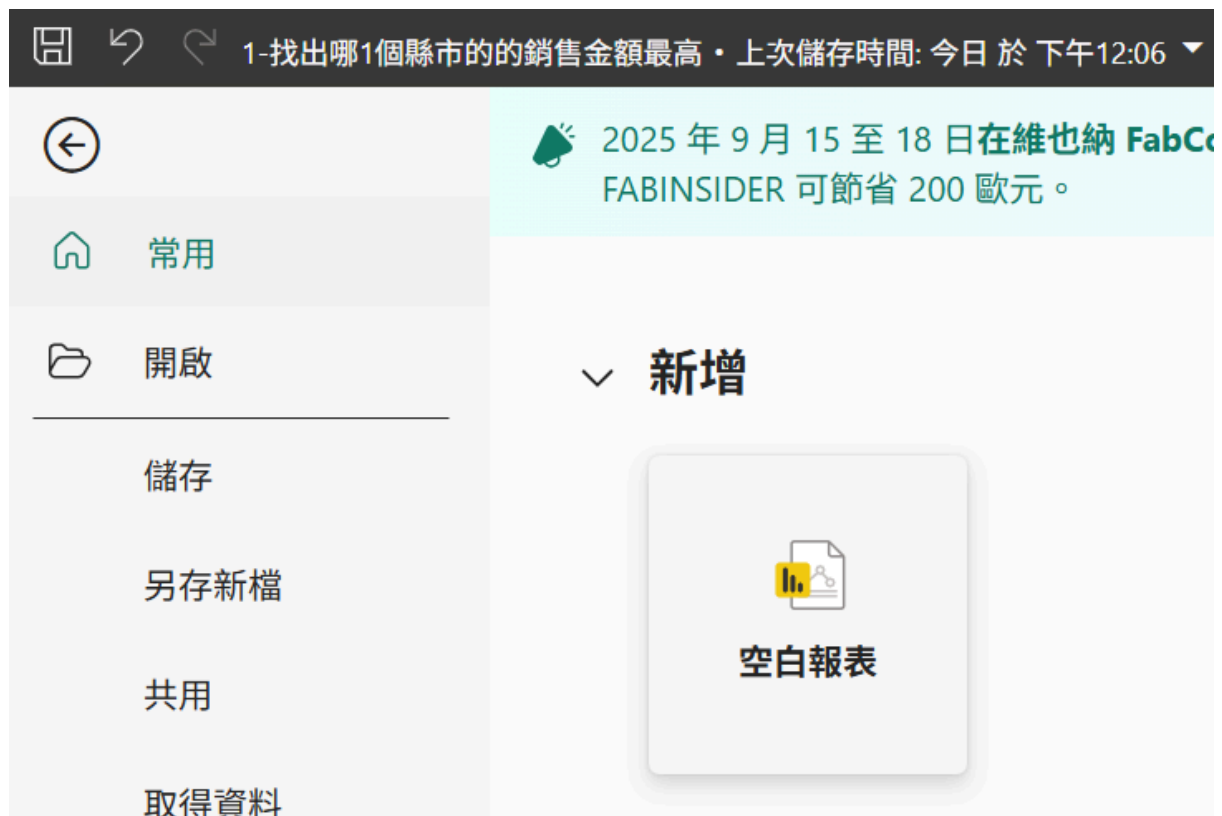 1-找出哪1個縣市的的銷售金額最高•上次儲存時間: 今日 於 下午12:06
2025 年 9 月 15 至 18 日在維也納
FABINSIDER 可節省 200 歐元。
常用
開啟
新增
儲存
另存新檔
空白報表
共用
取得資料